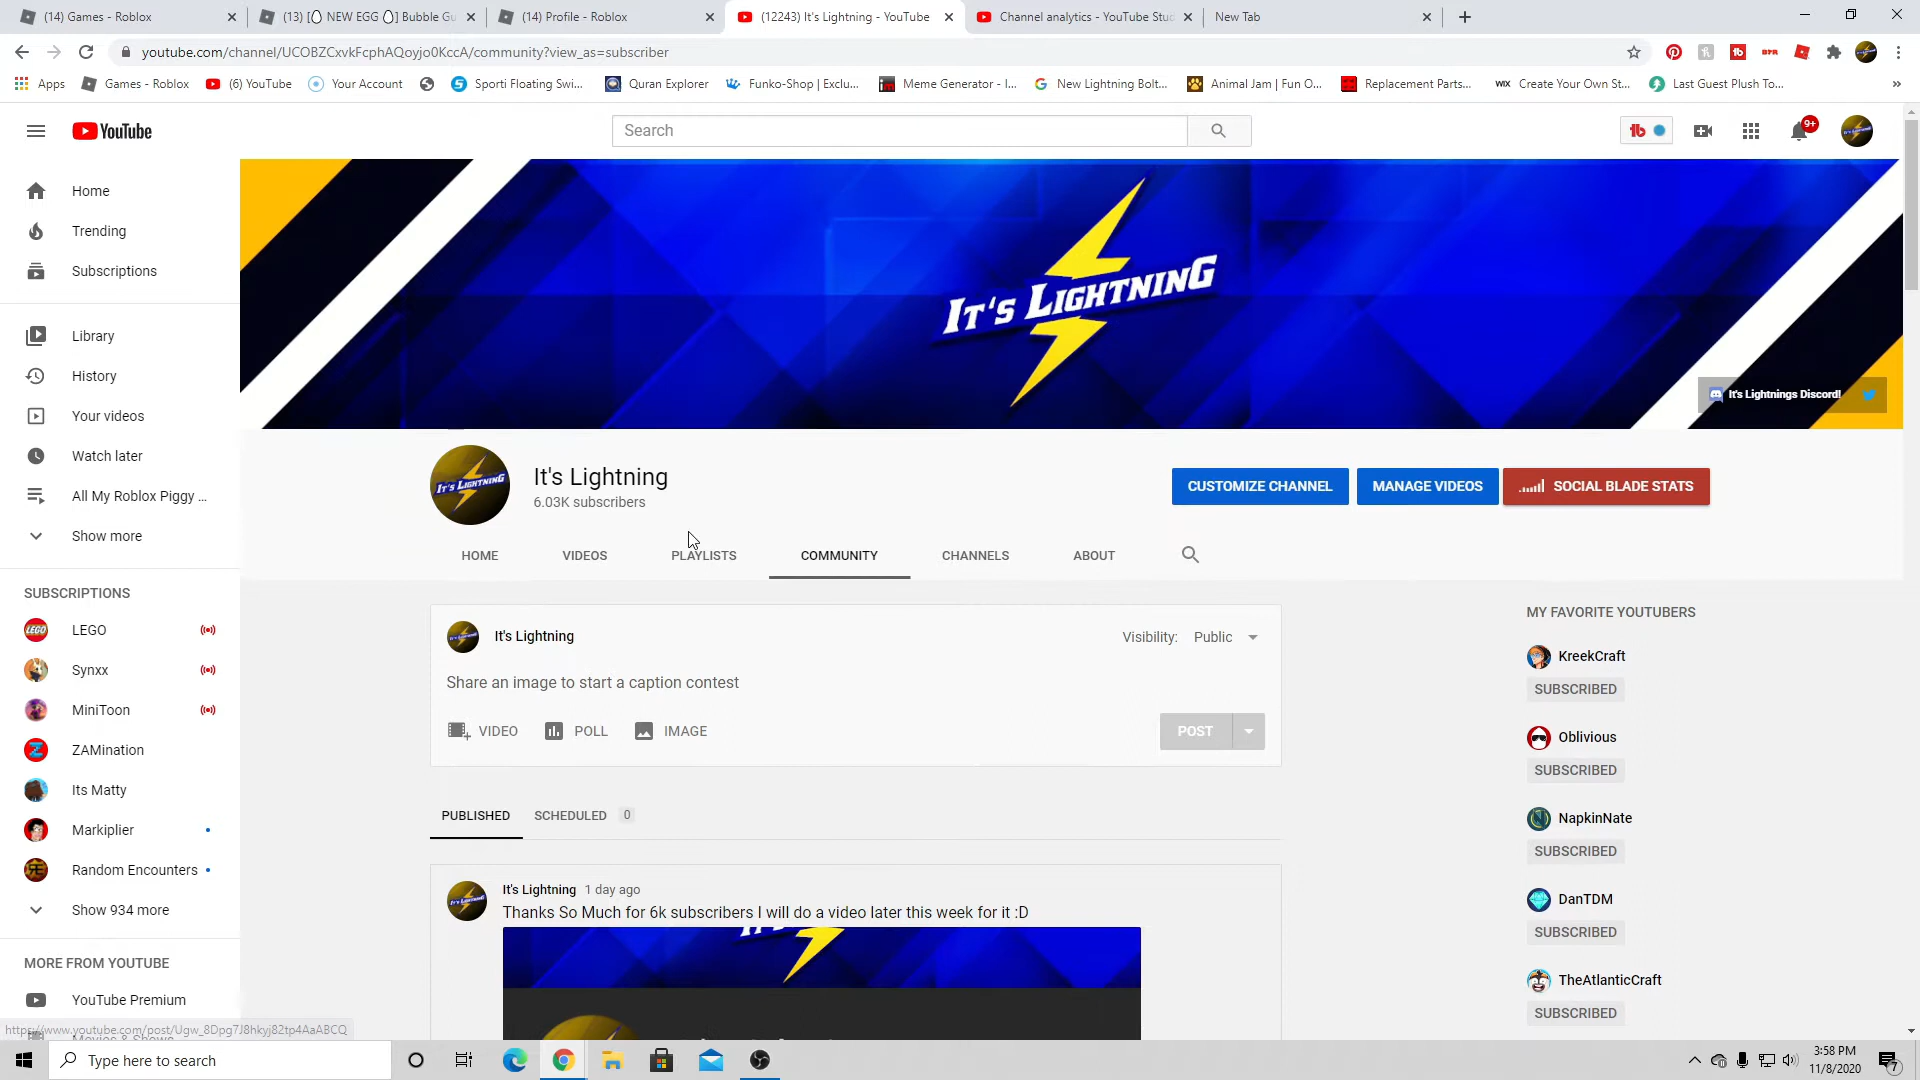 (14) Games - Roblox
(13) [🥚 NEW EGG 🥚] Bubble Gu
(14) Profile - Roblox
(12243) It's Lightning - YouTube
Channel analytics - YouTube Stud
New Tab
youtube.com/channel/UCOBZCxvkFcphAQoyjo0KccA/community?view_as=subscriber
Apps
Games - Roblox
(6) YouTube
Your Account
Sporti Floating Swi...
Quran Explorer
Funko-Shop | Exclu...
Meme Generator - I...
New Lightning Bolt...
Animal Jam | Fun O...
Replacement Parts...
WIX Create Your Own St...
Last Guest Plush To...
YouTube
Search
9+
Home
Trending
Subscriptions
Library
History
Your videos
Watch later
All My Roblox Piggy ...
Show more
SUBSCRIPTIONS
LEGO
Synxx
MiniToon
ZAMination
Its Matty
Markiplier
Random Encounters
Show 934 more
MORE FROM YOUTUBE
YouTube Premium
https://www.youtube.com/post/Ugw_8Dpg7J8hkyj82tp4AaABCQ
IT'S LIGHTNING
It's Lightnings Discord!
It's Lightning
6.03K subscribers
CUSTOMIZE CHANNEL
MANAGE VIDEOS
SOCIAL BLADE STATS
HOME
VIDEOS
PLAYLISTS
COMMUNITY
CHANNELS
ABOUT
It's Lightning
Visibility: Public
Share an image to start a caption contest
VIDEO
POLL
IMAGE
POST
PUBLISHED
SCHEDULED 0
It's Lightning 1 day ago
Thanks So Much for 6k subscribers I will do a video later this week for it :D
MY FAVORITE YOUTUBERS
KreekCraft
SUBSCRIBED
Oblivious
SUBSCRIBED
NapkinNate
SUBSCRIBED
DanTDM
SUBSCRIBED
TheAtlanticCraft
SUBSCRIBED
Type here to search
3:58 PM
11/8/2020
7